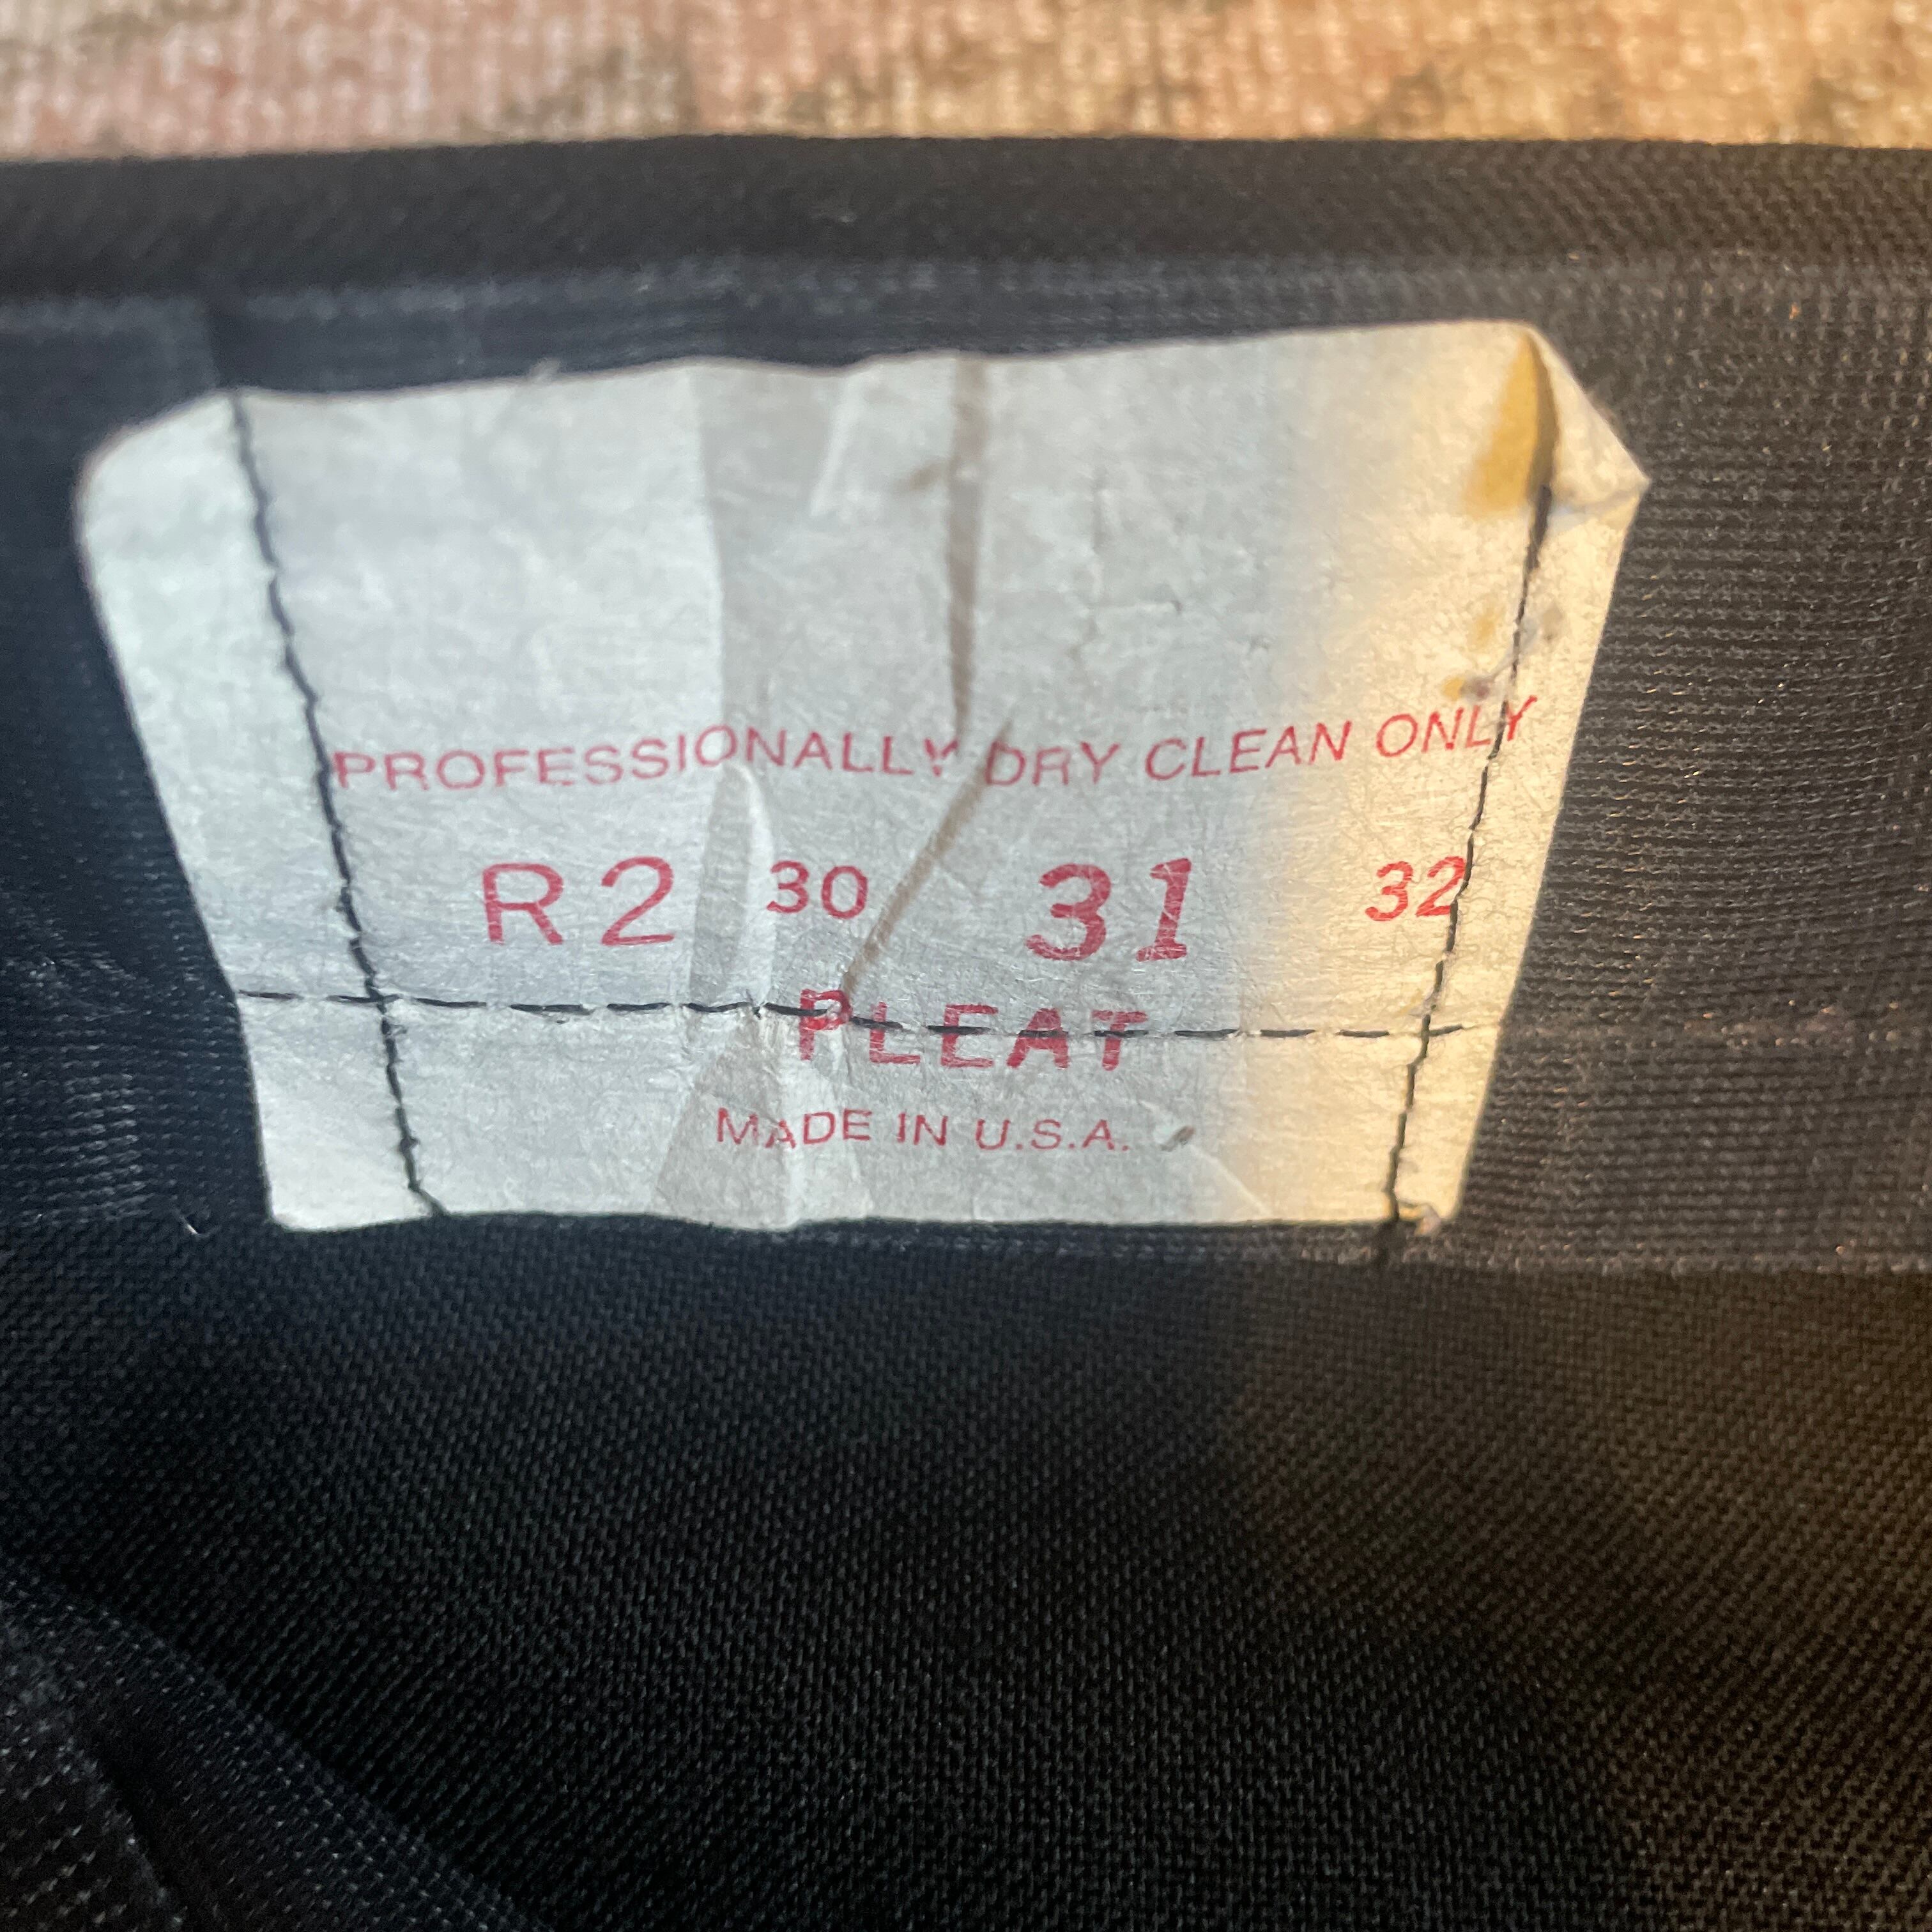 PROFESSIONALLY DRY CLEAN ONLY
R2 30 31 32
PLEAT
MADE IN U.S.A.